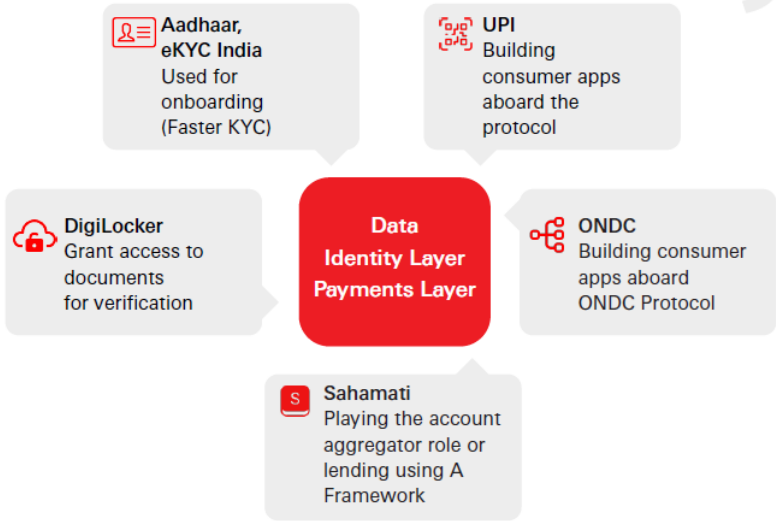 Aadhaar,
eKYC India
Used for
onboarding
(Faster KYC)
UPI
Building
consumer apps
aboard the
protocol
DigiLocker
Grant access to
documents
for verification
Data
Identity Layer
Payments Layer
ONDC
Building consumer
apps aboard
ONDC Protocol
S
Sahamati
Playing the account
aggregator role or
lending using A
Framework